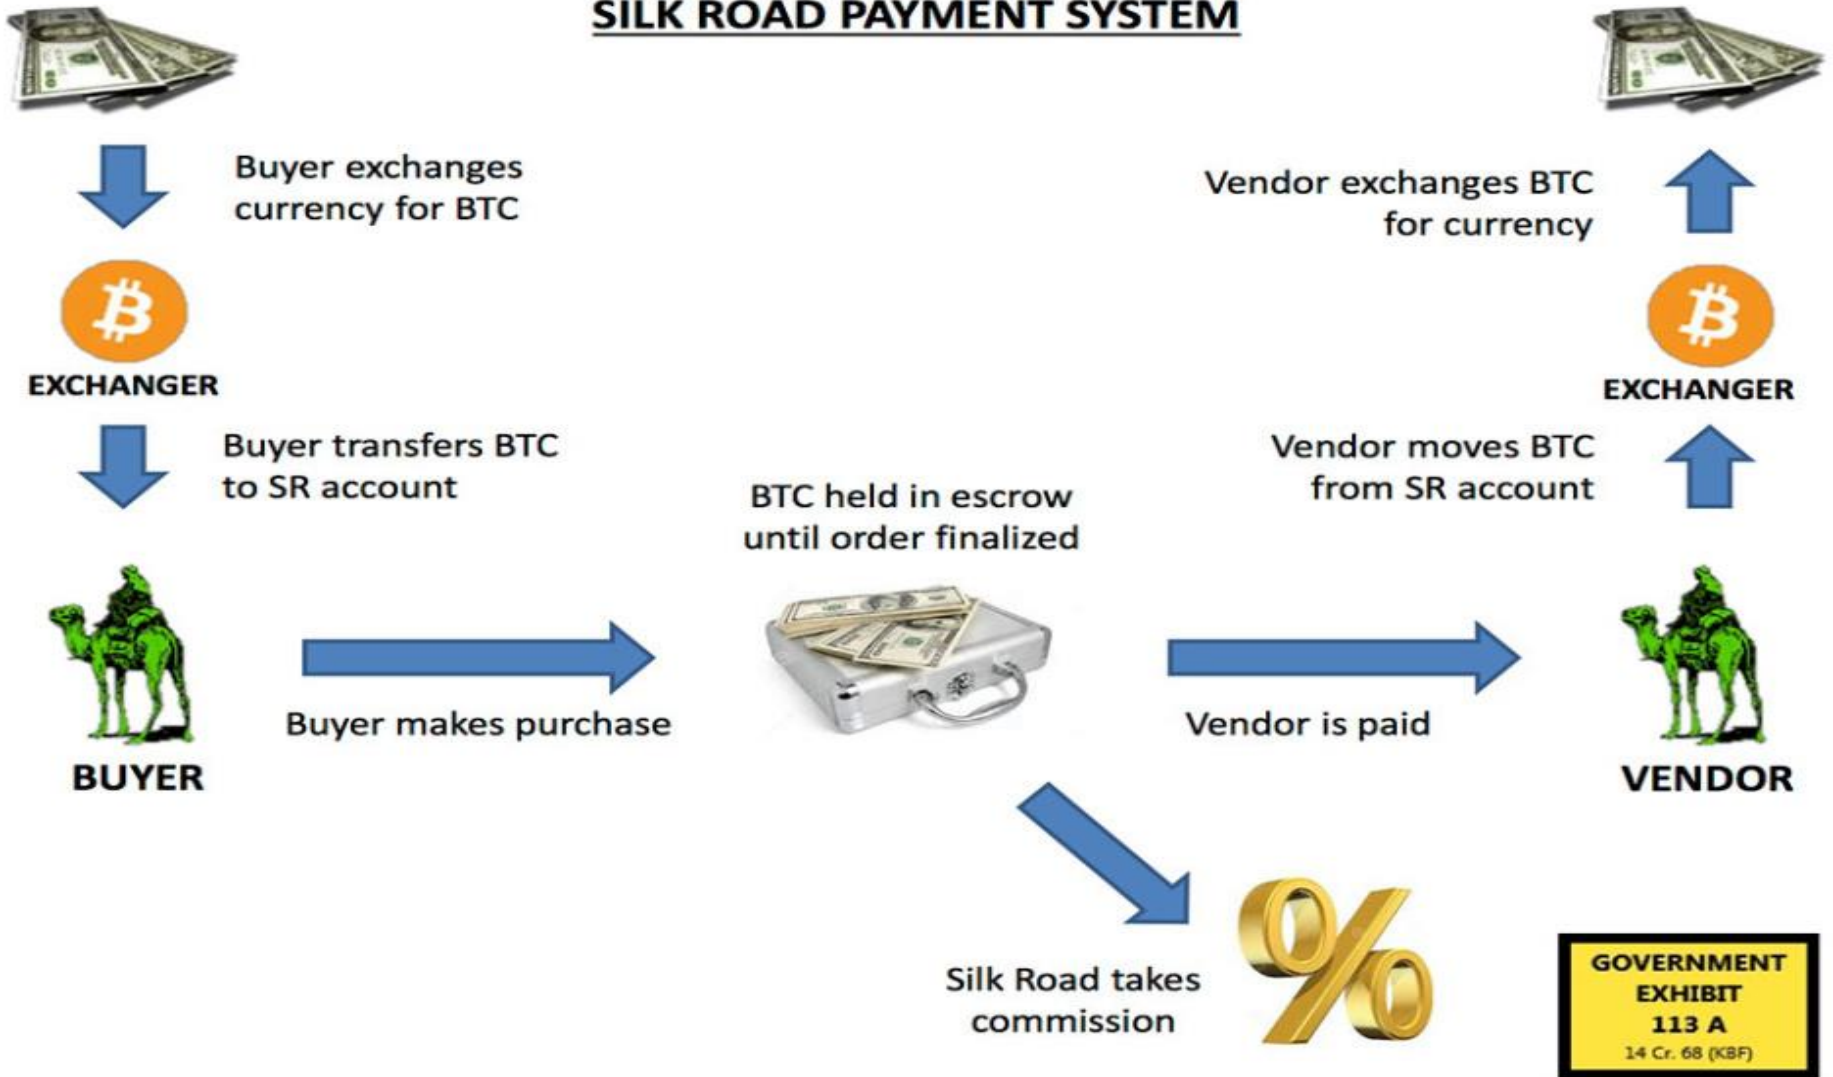 SILK ROAD PAYMENT SYSTEM
Buyer exchanges
currency for BTC
EXCHANGER
Buyer transfers BTC
to SR account
BUYER
Buyer makes purchase
BTC held in escrow
until order finalized
Vendor is paid
Silk Road takes
commission
%
Vendor exchanges BTC
for currency
EXCHANGER
Vendor moves BTC
from SR account
VENDOR
GOVERNMENT
EXHIBIT
113 A
14 Cr. 68 (KBF)